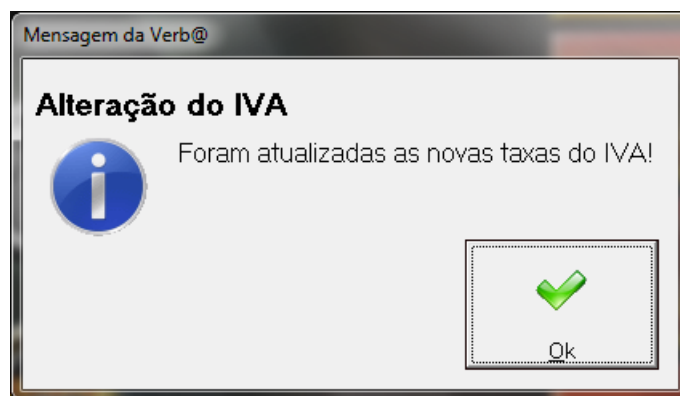 Mensagem da Verb@
Alteração do IVA
Foram atualizadas as novas taxas do IVA!
Ok